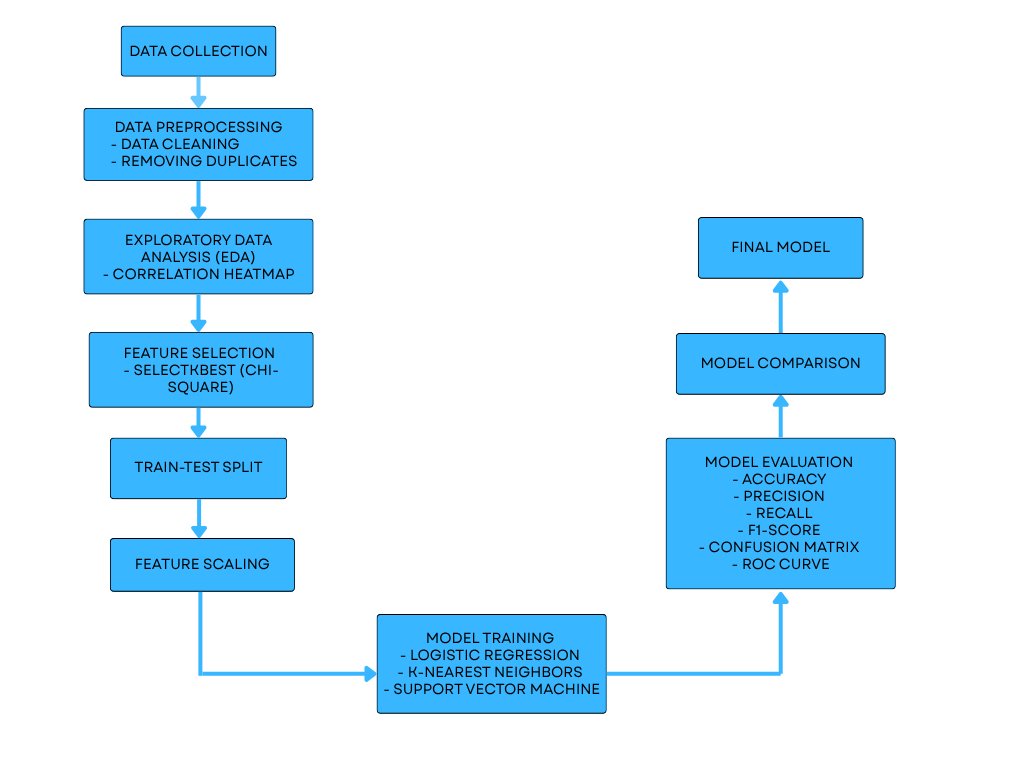 DATA COLLECTION
DATA PREPROCESSING
- DATA CLEANING
- REMOVING DUPLICATES
EXPLORATORY DATA
ANALYSIS (EDA)
- CORRELATION HEATMAP
FEATURE SELECTION
- SELECTKBEST (CHI-
SQUARE)
TRAIN-TEST SPLIT
FEATURE SCALING
MODEL TRAINING
- LOGISTIC REGRESSION
- K-NEAREST NEIGHBORS
- SUPPORT VECTOR MACHINE
MODEL EVALUATION
- ACCURACY
- PRECISION
- RECALL
- F1-SCORE
- CONFUSION MATRIX
- ROC CURVE
MODEL COMPARISON
FINAL MODEL